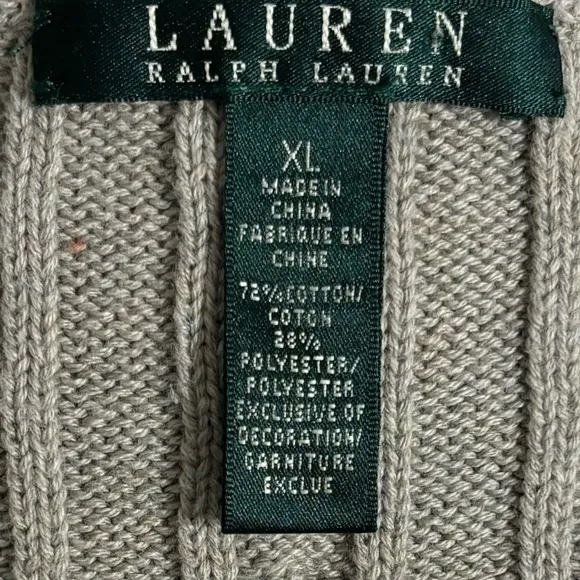 LAUREN
RALPH LAUREN
XL
MADE IN
CHINA
FABRIQUE EN
CHINE
72% COTTON/
COTON
28%
POLYESTER/
POLYESTER
EXCLUSIVE OF
DECORATION/
GARNITURE
EXCLUE